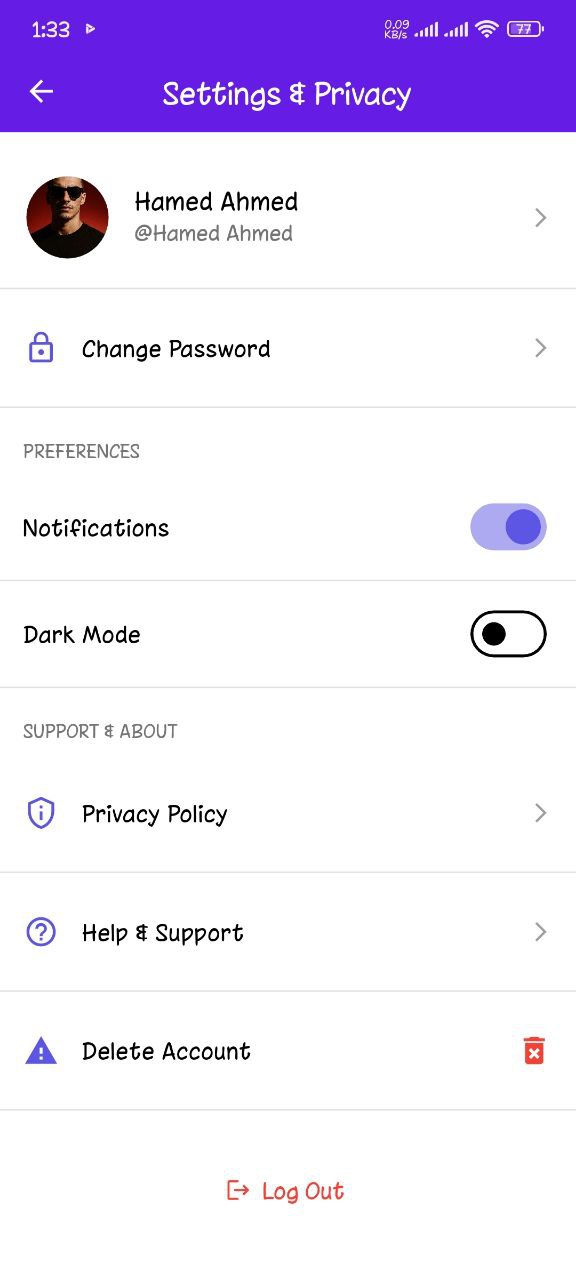 1:33
0.09
KB/s
77
Settings & Privacy
Hamed Ahmed
@Hamed Ahmed
Change Password
PREFERENCES
Notifications
Dark Mode
SUPPORT & ABOUT
Privacy Policy
Help & Support
Delete Account
Log Out